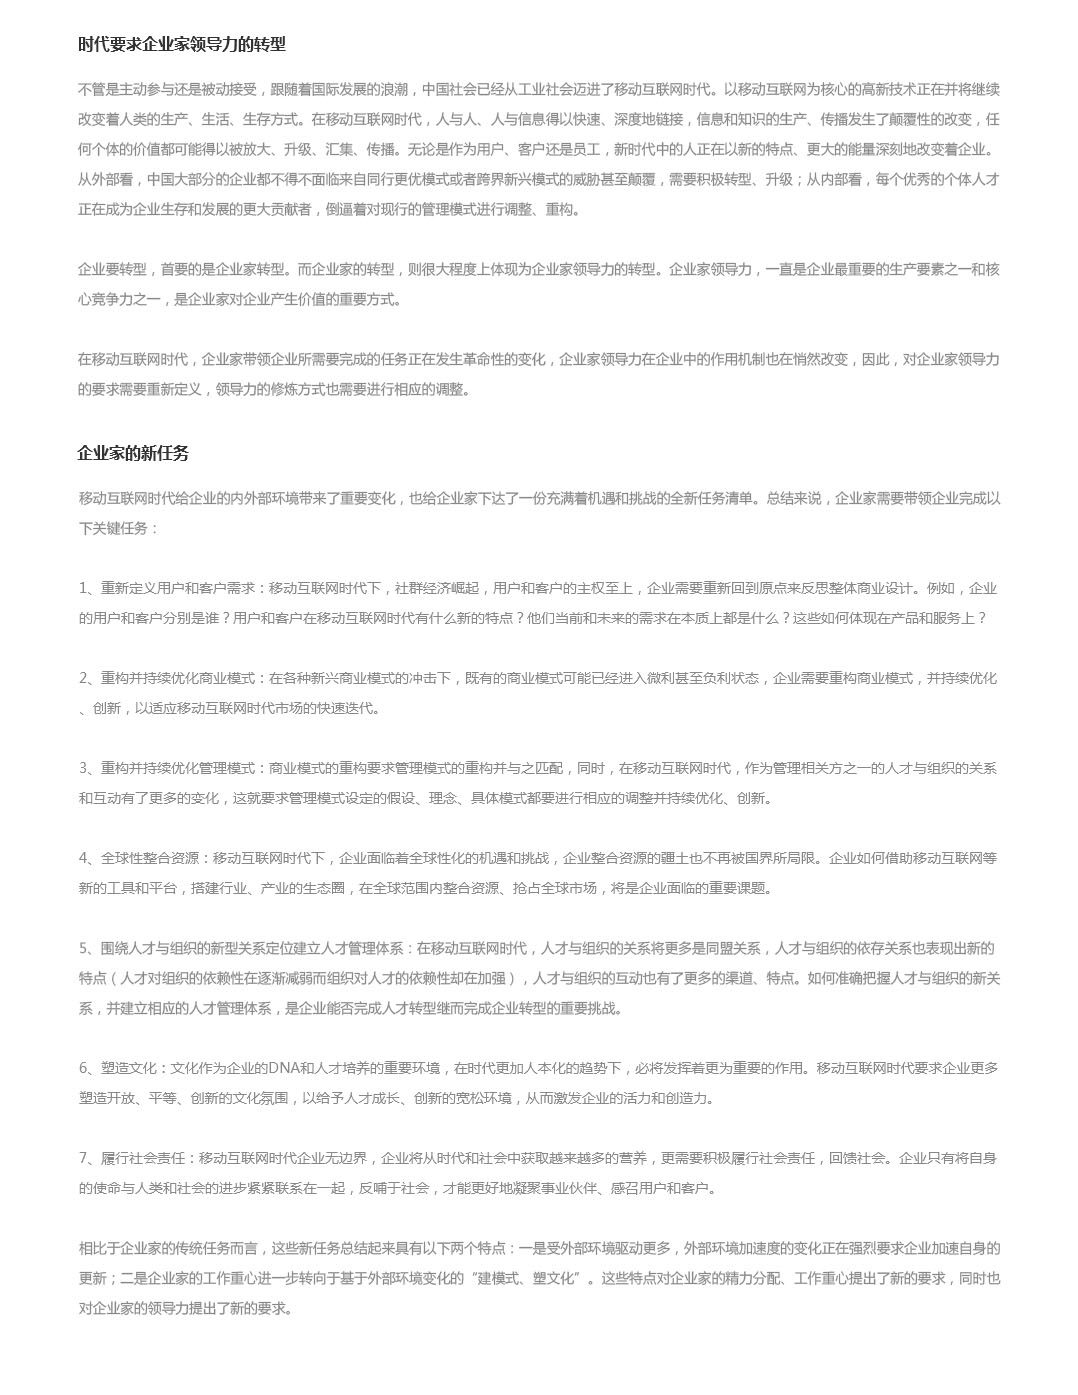 时代要求企业家领导力的转型
不管是主动参与还是被动接受，跟随着国际发展的浪潮，中国社会已经从工业社会迈进了移动互联网时代。以移动互联网为核心的高新技术正在并将继续
改变着人类的生产、生活、生存方式。在移动互联网时代，人与人、人与信息得以快速、深度地链接，信息和知识的生产、传播发生了颠覆性的改变，任
何个体的价值都可能得以被放大、升级、汇集、传播。无论是作为用户、客户还是员工，新时代中的人正在以新的特点、更大的能量深刻地改变着企业。
从外部看，中国大部分的企业都不得不面临来自同行更优模式或者跨界新兴模式的威胁甚至颠覆，需要积极转型、升级；从内部看，每个优秀的个体人才
正在成为企业生存和发展的更大贡献者，倒逼着对现行的管理模式进行调整、重构。
企业要转型，首要的是企业家转型。而企业家的转型，则很大程度上体现为企业家领导力的转型。企业家领导力，一直是企业最重要的生产要素之一和核
心竞争力之一，是企业家对企业产生价值的重要方式。
在移动互联网时代，企业家带领企业所需要完成的任务正在发生革命性的变化，企业家领导力在企业中的作用机制也在悄然改变，因此，对企业家领导力
的要求需要重新定义，领导力的修炼方式也需要进行相应的调整。
企业家的新任务
移动互联网时代给企业的内外部环境带来了重要变化，也给企业家下达了一份充满着机遇和挑战的全新任务清单。总结来说，企业家需要带领企业完成以
下关键任务：
1、重新定义用户和客户需求：移动互联网时代下，社群经济崛起，用户和客户的主权至上，企业需要重新回到原点来反思整体商业设计。例如，企业
的用户和客户分别是谁？用户和客户在移动互联网时代有什么新的特点？他们当前和未来的需求在本质上都是什么？这些如何体现在产品和服务上？
2、重构并持续优化商业模式：在各种新兴商业模式的冲击下，既有的商业模式可能已经进入微利甚至负利状态，企业需要重构商业模式，并持续优化
、创新，以适应移动互联网时代市场的快速迭代。
3、重构并持续优化管理模式：商业模式的重构要求管理模式的重构并与之匹配，同时，在移动互联网时代，作为管理相关方之一的人才与组织的关系
和互动有了更多的变化，这就要求管理模式设定的假设、理念、具体模式都要进行相应的调整并持续优化、创新。
4、全球性整合资源：移动互联网时代下，企业面临着全球性化的机遇和挑战，企业整合资源的疆土也不再被国界所局限。企业如何借助移动互联网等
新的工具和平台，搭建行业、产业的生态圈，在全球范围内整合资源、抢占全球市场，将是企业面临的重要课题。
5、围绕人才与组织的新型关系定位建立人才管理体系：在移动互联网时代，人才与组织的关系将更多是同盟关系，人才与组织的依存关系也表现出新的
特点（人才对组织的依赖性在逐渐减弱而组织对人才的依赖性却在加强），人才与组织的互动也有了更多的渠道、特点。如何准确把握人才与组织的新关
系，并建立相应的人才管理体系，是企业能否完成人才转型继而完成企业转型的重要挑战。
6、塑造文化：文化作为企业的DNA和人才培养的重要环境，在时代更加人本化的趋势下，必将发挥着更为重要的作用。移动互联网时代要求企业更多
塑造开放、平等、创新的文化氛围，以给予人才成长、创新的宽松环境，从而激发企业的活力和创造力。
7、履行社会责任：移动互联网时代企业无边界，企业将从时代和社会中获取越来越多的营养，更需要积极履行社会责任，回馈社会。企业只有将自身
的使命与人类和社会的进步紧紧联系在一起，反哺于社会，才能更好地凝聚事业伙伴、感召用户和客户。
相比于企业家的传统任务而言，这些新任务总结起来具有以下两个特点：一是受外部环境驱动更多，外部环境加速度的变化正在强烈要求企业加速自身的
更新；二是企业家的工作重心进一步转向于基于外部环境变化的“建模式、塑文化”。这些特点对企业家的精力分配、工作重心提出了新的要求，同时也
对企业家的领导力提出了新的要求。